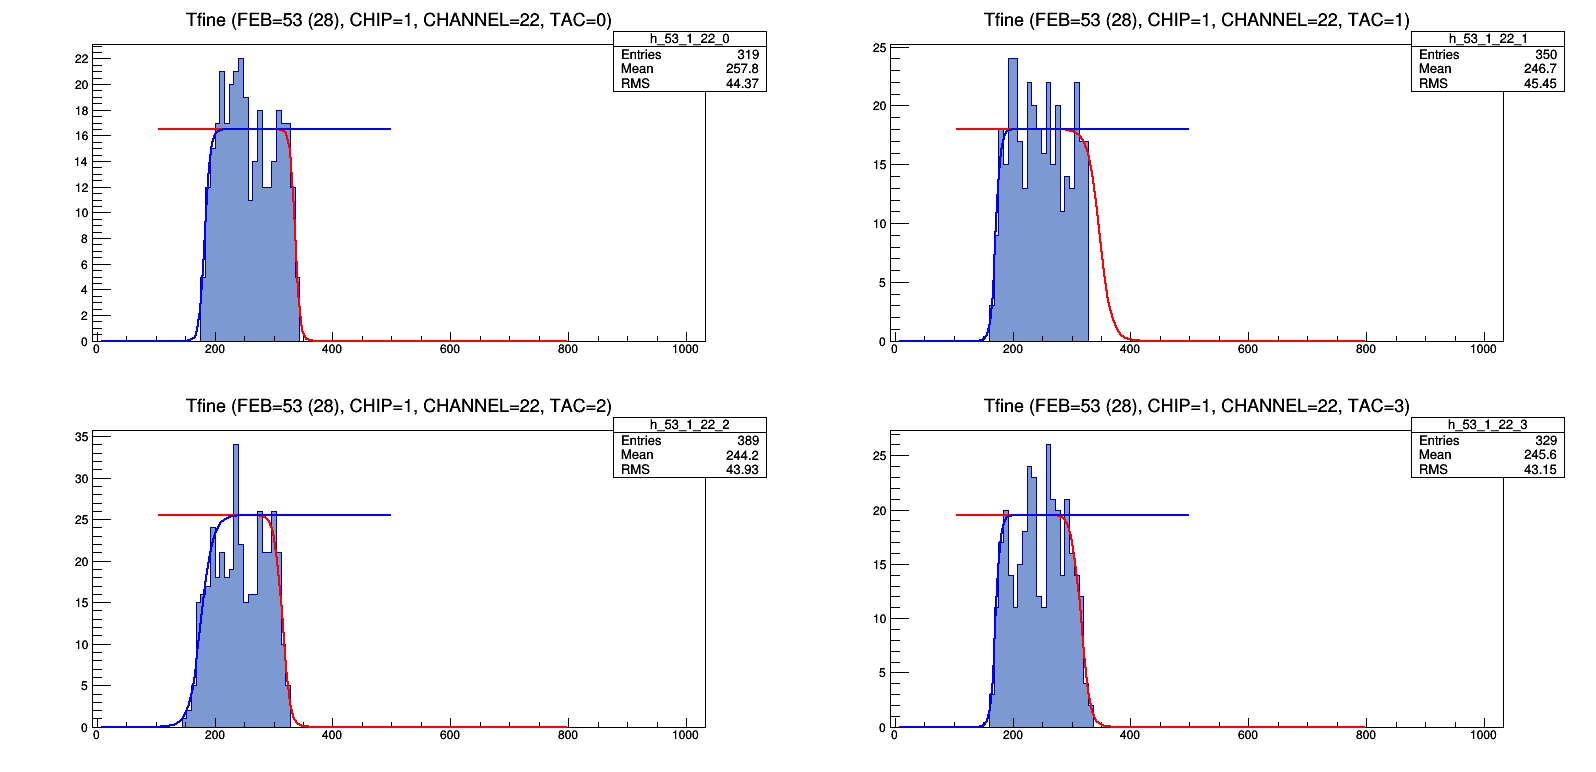 Tfine (FEB=53 (28), CHIP=1, CHANNEL=22, TAC=0)
h_53_1_22_0
Entries 319
Mean 257.8
RMS 44.37
22
20
18
16
14
12
10
8
6
4
2
0
0 200 400 600 800 1000
Tfine (FEB=53 (28), CHIP=1, CHANNEL=22, TAC=1)
h_53_1_22_1
Entries 350
Mean 246.7
RMS 45.45
25
20
15
10
5
0
0 200 400 600 800 1000
Tfine (FEB=53 (28), CHIP=1, CHANNEL=22, TAC=2)
h_53_1_22_2
Entries 389
Mean 244.2
RMS 43.93
35
30
25
20
15
10
5
0
0 200 400 600 800 1000
Tfine (FEB=53 (28), CHIP=1, CHANNEL=22, TAC=3)
h_53_1_22_3
Entries 329
Mean 245.6
RMS 43.15
25
20
15
10
5
0
0 200 400 600 800 1000